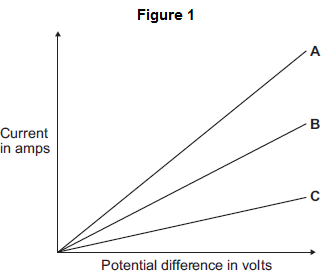 Figure 1
A
B
Current
in amps
C
Potential difference in volts